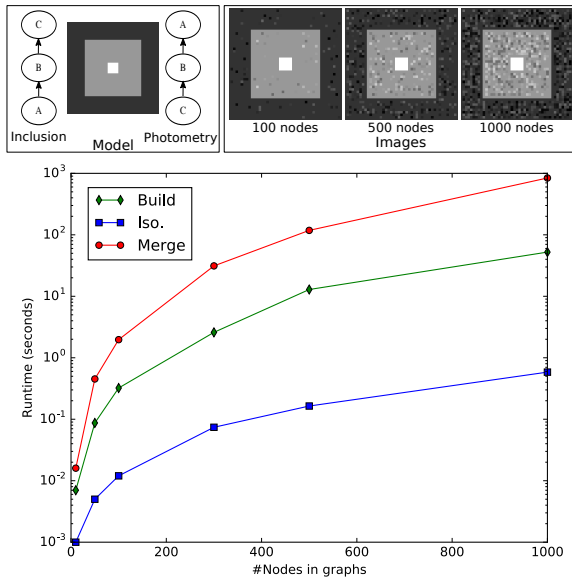 C
B
A
Inclusion
Model
A
B
C
Photometry
100 nodes
500 nodes
1000 nodes
Images
Build
Iso.
Merge
10^3
10^2
10^1
10^0
10^-1
10^-2
10^-3
Runtime (seconds)
0
200
400
600
800
1000
#Nodes in graphs